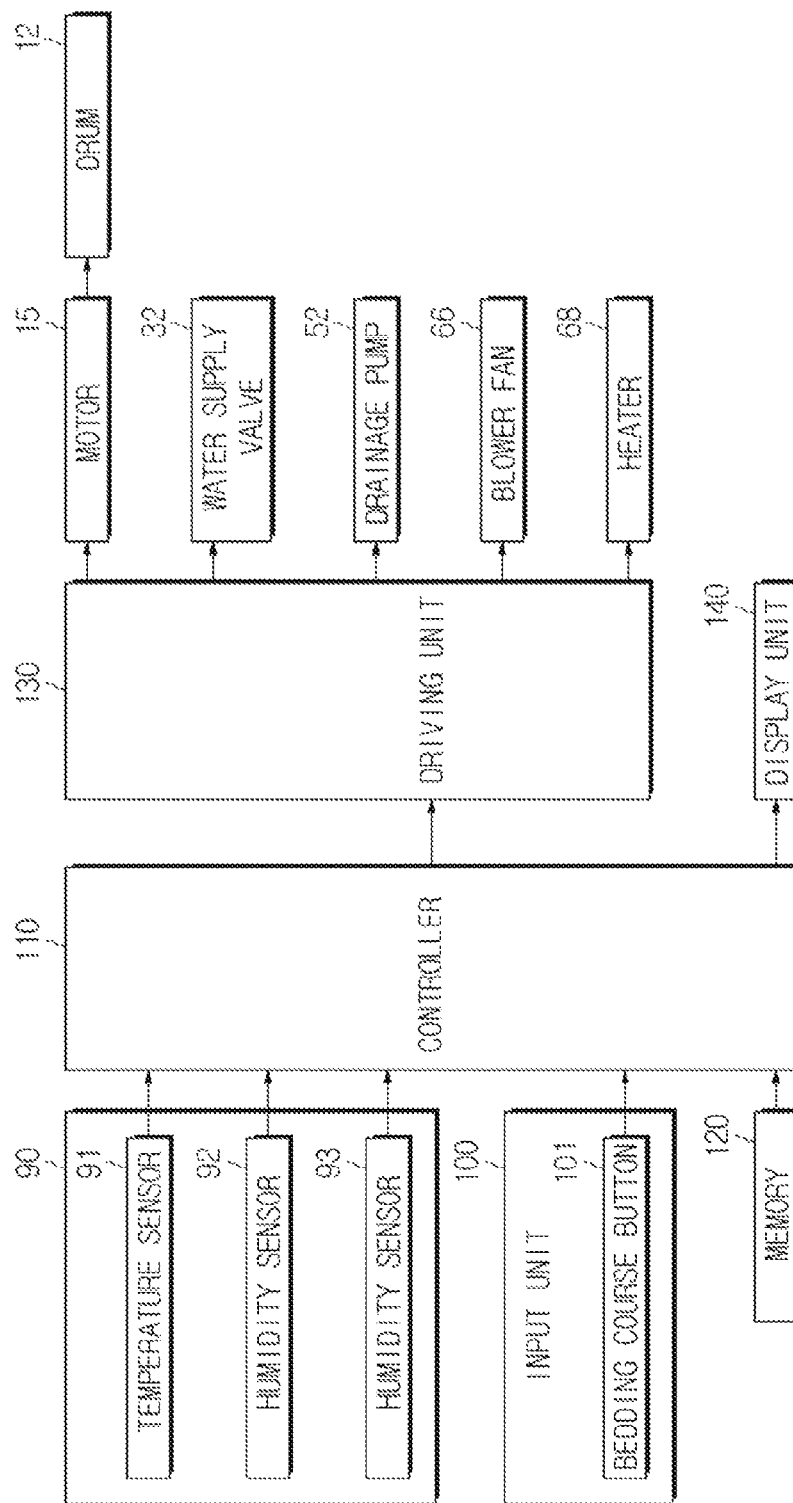 90
91
TEMPERATURE SENSOR
92
HUMIDITY SENSOR
93
HUMIDITY SENSOR
100
INPUT UNIT
101
BEDDING COURSE BUTTON
120
MEMORY
110
CONTROLLER
130
DRIVING UNIT
140
DISPLAY UNIT
15
MOTOR
32
WATER SUPPLY
VALVE
52
DRAINAGE PUMP
66
BLOWER FAN
68
HEATER
12
DRUM